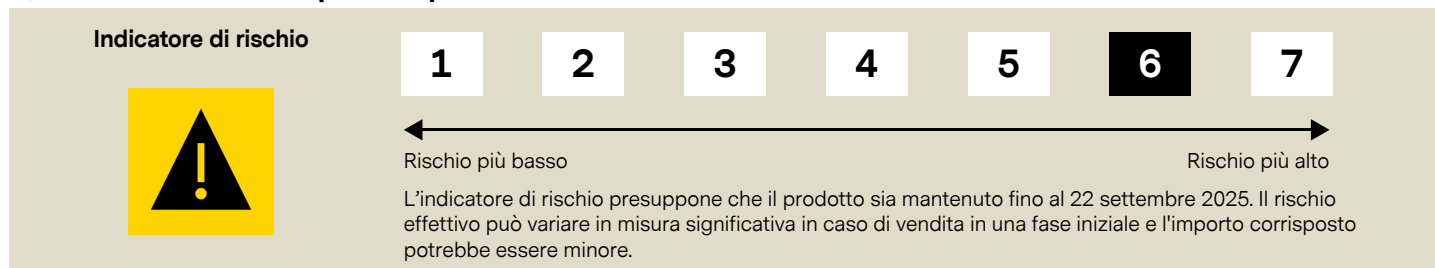 Indicatore di rischio
1 2 3 4 5 6 7
Rischio più basso Rischio più alto
L'indicatore di rischio presuppone che il prodotto sia mantenuto fino al 22 settembre 2025. Il rischio
effettivo può variare in misura significativa in caso di vendita in una fase iniziale e l'importo corrisposto
potrebbe essere minore.